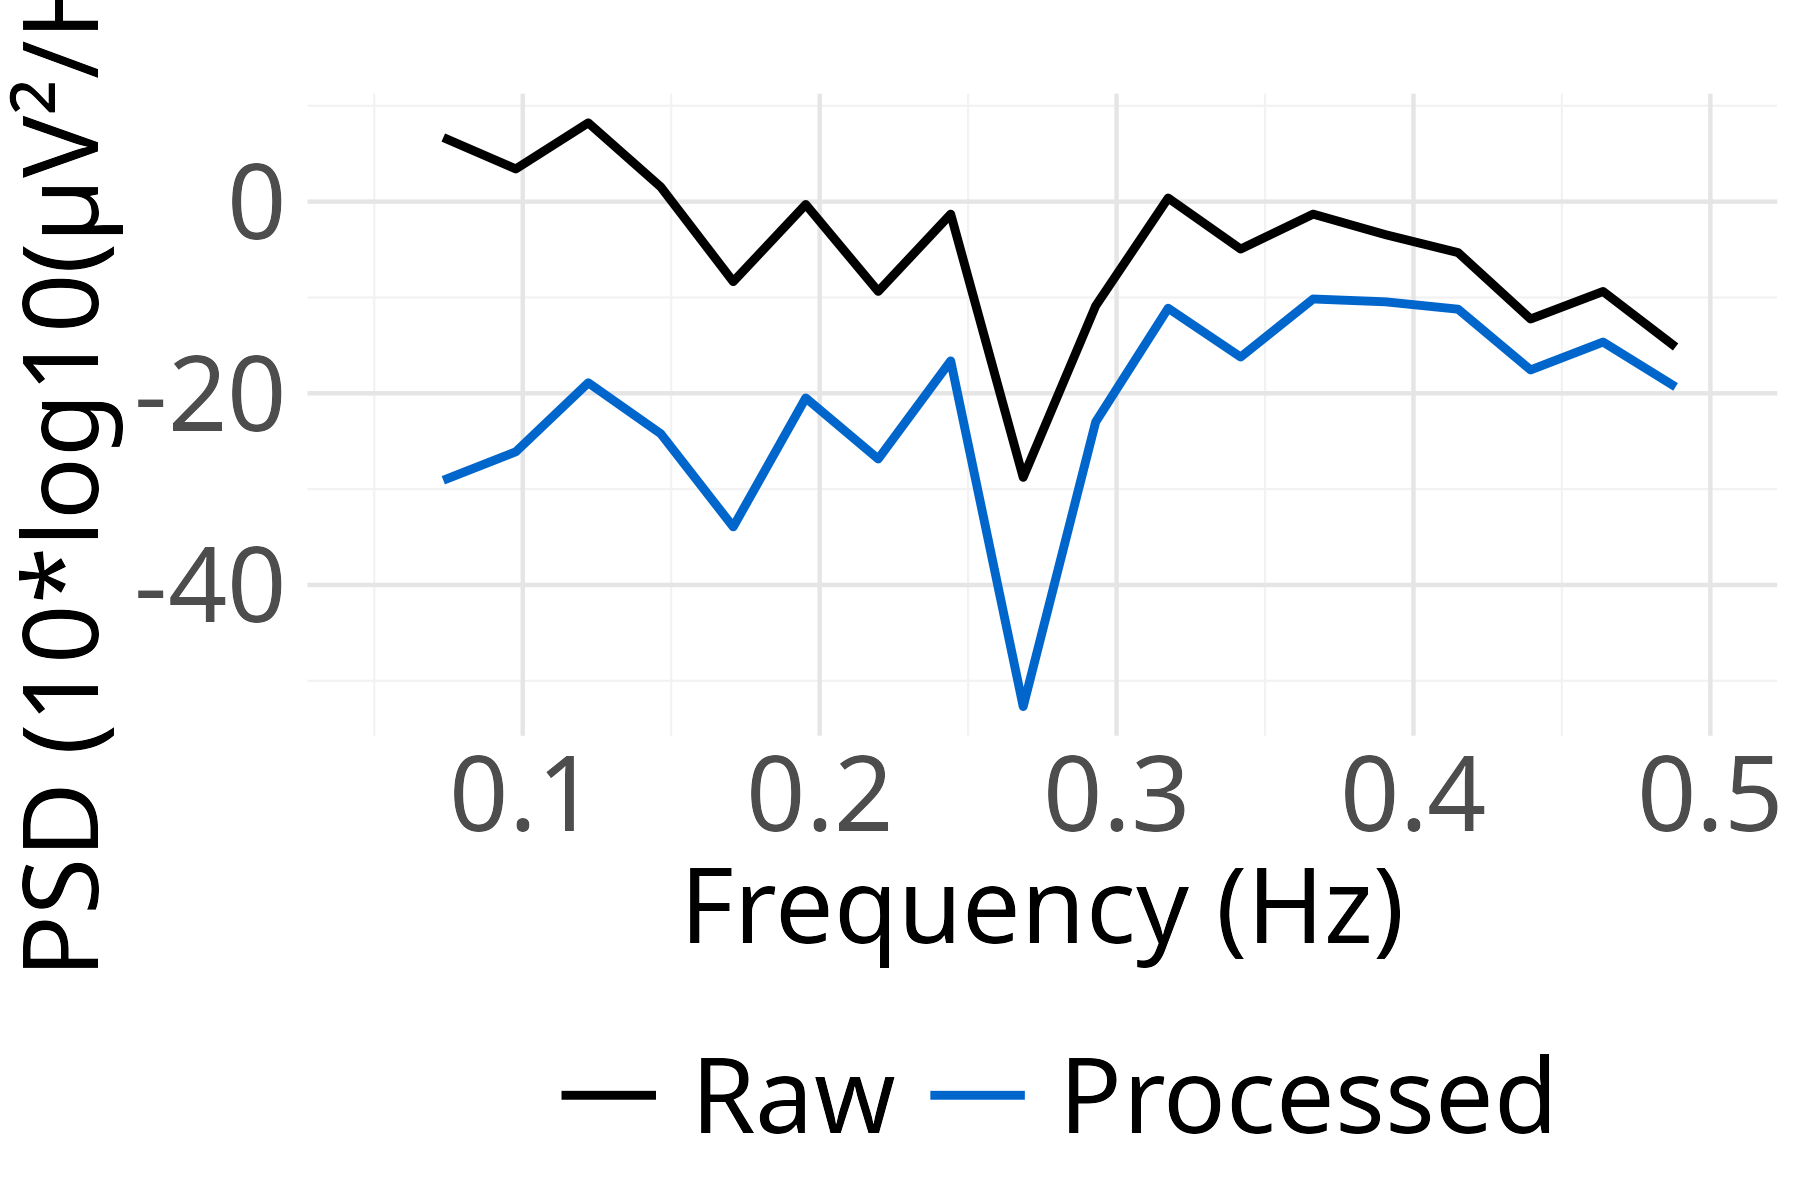 PSD (10*log10(µV²/H
0
-20
-40
0.1 0.2 0.3 0.4 0.5
Frequency (Hz)
Raw Processed